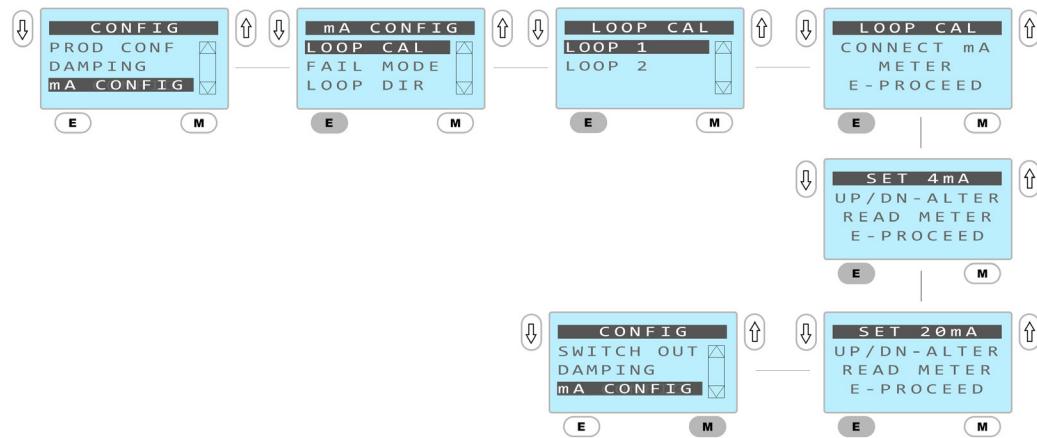 CONFIG
PROD CONF
DAMPING
mA CONFIG
E M
mA CONFIG
LOOP CAL
FAIL MODE
LOOP DIR
E M
LOOP CAL
LOOP 1
LOOP 2
E M
LOOP CAL
CONNECT mA
METER
E-PROCEED
E M
SET 4mA
UP/DN-ALTER
READ METER
E-PROCEED
E M
CONFIG
SWITCH OUT
DAMPING
mA CONFIG
E M
SET 20mA
UP/DN-ALTER
READ METER
E-PROCEED
E M